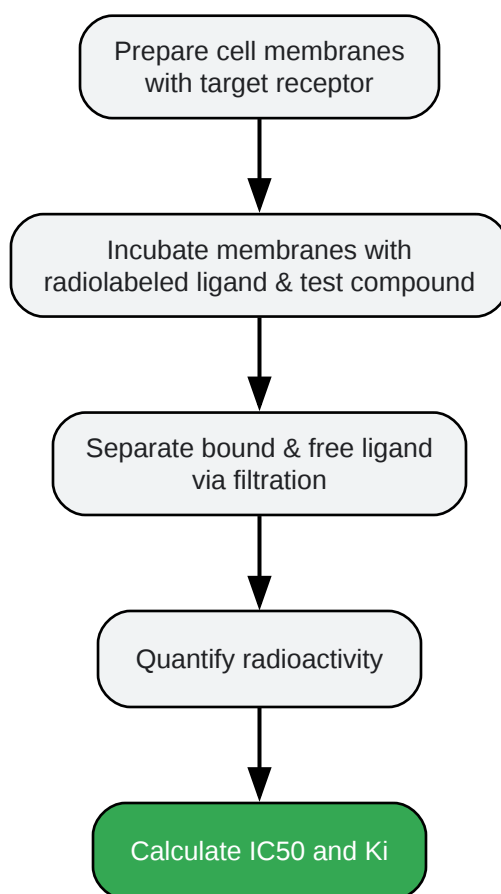 Prepare cell membranes
with target receptor
Incubate membranes with
radiolabeled ligand & test compound
Separate bound & free ligand
via filtration
Quantify radioactivity
Calculate IC50 and Ki